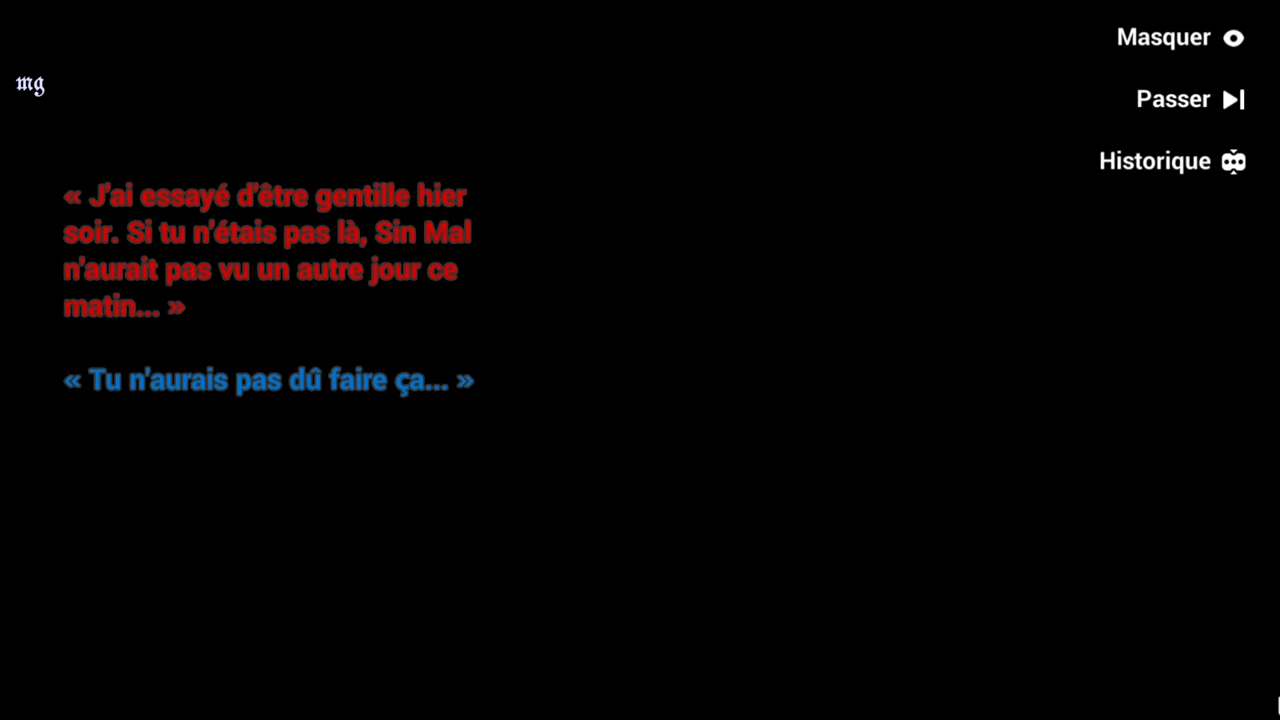 Masquer
mg
Passer
Historique
« J'ai essayé d'être gentille hier
soir. Si tu n'étais pas là, Sin Mal
n'aurait pas vu un autre jour ce
matin... »
« Tu n'aurais pas dû faire ça... »